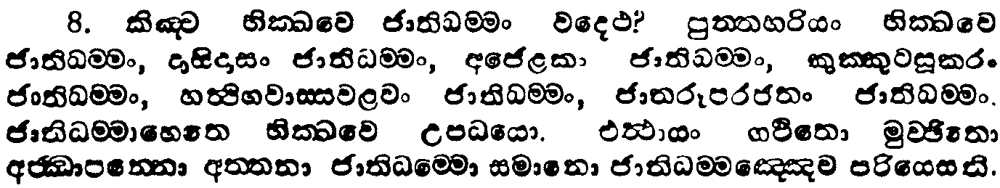 8. කිඤ්ච භික්ඛවෙ ජාතිධම්මං වදෙථ? පුත්තභරියං භික්ඛවෙ
ජාතිධම්මං, දාසිදාසං ජාතිධම්මං, අජෙළකා ජාතිධම්මං, කුක්කුටසූකරං
ජාතිධම්මං, හත්ථිගවාස්සවළවං ජාතිධම්මං, ජාතරූපරජතං ජාතිධම්මං.
ජාතිධම්මාහෙතෙ භික්ඛවෙ උපධයො. එත්ථායං ගථිතො මුච්ඡිතො
අජ්ඣාපන්නො අත්තනා ජාතිධම්මො සමානො ජාතිධම්මඤ්ඤෙව පරියෙසති.